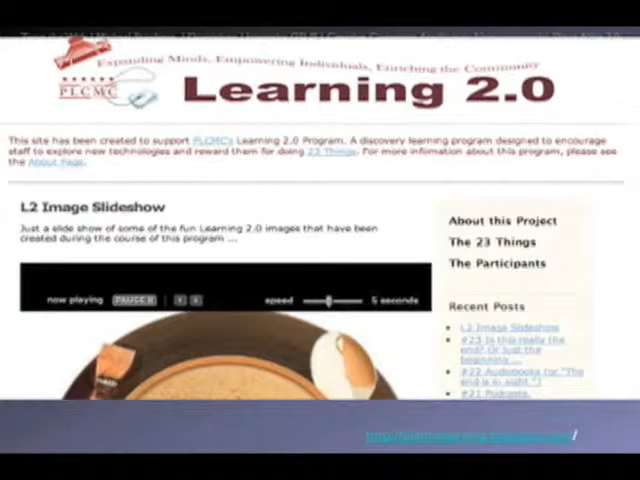 Expanding Minds, Empowering Individuals, Enriching the Community
PLCMC
Learning 2.0
This site has been created to support PLCMC's Learning 2.0 Program. A discovery learning program designed to encourage
staff to explore new technologies and reward them for doing 23 Things. For more infomation about this program, please see
the About Page.
L2 Image Slideshow
Just a slide show of some of the fun Learning 2.0 images that have been
created during the course of this program ...
now playing PAUSE II speed 5 seconds
About this Project
The 23 Things
The Participants
Recent Posts
L2 Image Slideshow
#23 Is this really the
end? Or just the
beginning ...
#22 Audiobooks (or "The
end is in sight ")
#21 Podcasts,